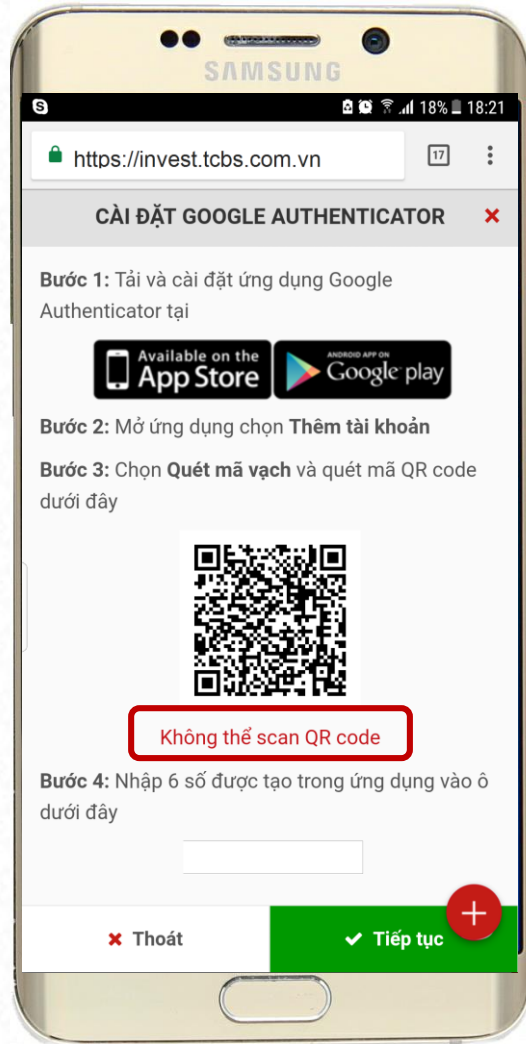 SAMSUNG
S
18% 18:21
https://invest.tcbs.com.vn
17
CÀI ĐẶT GOOGLE AUTHENTICATOR
Bước 1: Tải và cài đặt ứng dụng Google
Authenticator tại
Available on the
App Store
ANDROID APP ON
Google play
Bước 2: Mở ứng dụng chọn Thêm tài khoản
Bước 3: Chọn Quét mã vạch và quét mã QR code
dưới đây
Không thể scan QR code
Bước 4: Nhập 6 số được tạo trong ứng dụng vào ô
dưới đây
Thoát
Tiếp tục